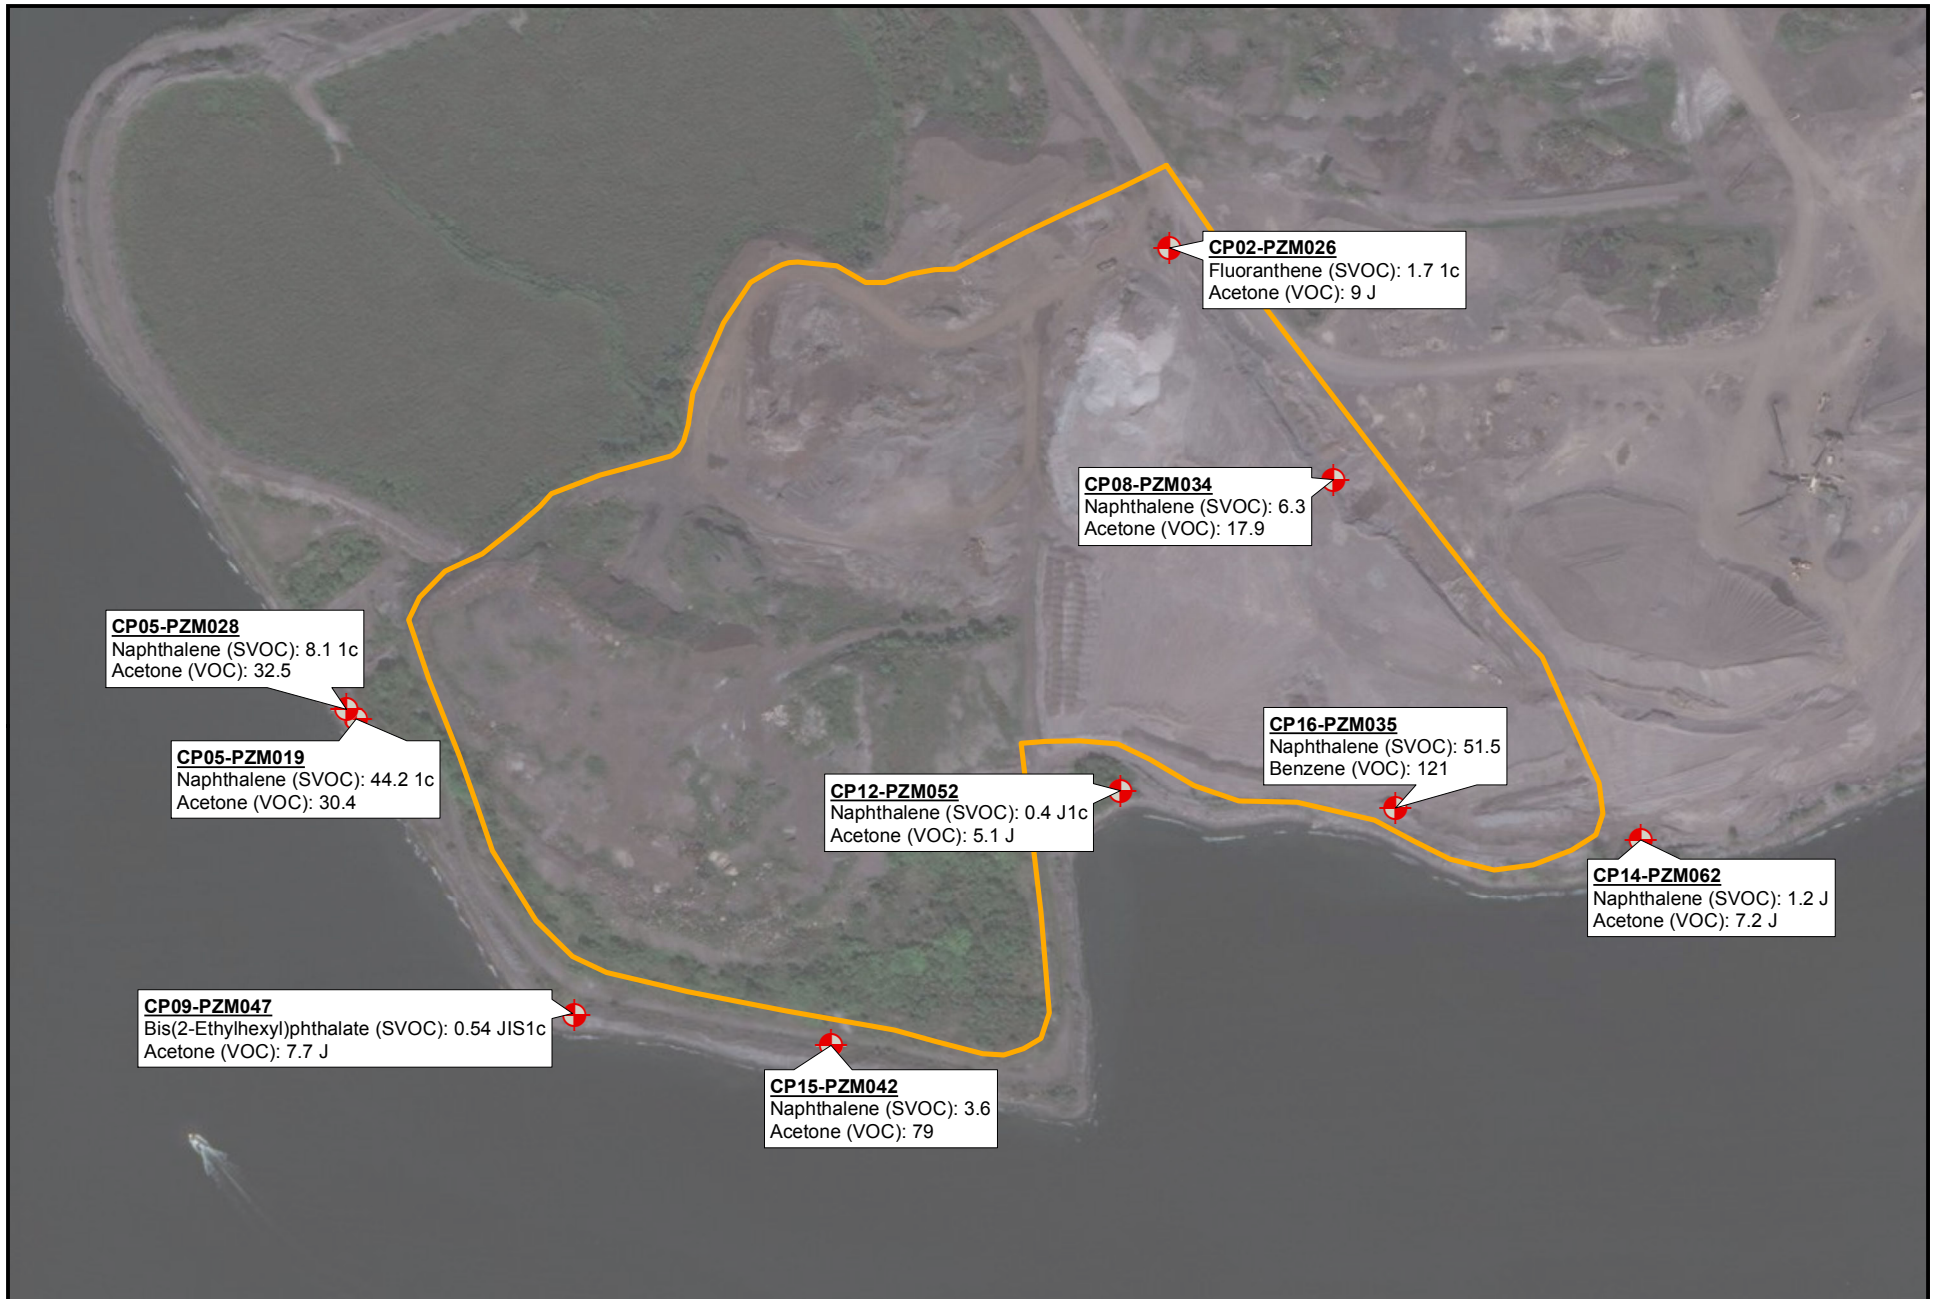 CP02-PZM026
Fluoranthene (SVOC): 1.7 1c
Acetone (VOC): 9 J
CP08-PZM034
Naphthalene (SVOC): 6.3
Acetone (VOC): 17.9
CP05-PZM028
Naphthalene (SVOC): 8.1 1c
Acetone (VOC): 32.5
CP05-PZM019
Naphthalene (SVOC): 44.2 1c
Acetone (VOC): 30.4
CP16-PZM035
Naphthalene (SVOC): 51.5
Benzene (VOC): 121
CP12-PZM052
Naphthalene (SVOC): 0.4 J1c
Acetone (VOC): 5.1 J
CP14-PZM062
Naphthalene (SVOC): 1.2 J
Acetone (VOC): 7.2 J
CP09-PZM047
Bis(2-Ethylhexyl)phthalate (SVOC): 0.54 JIS1c
Acetone (VOC): 7.7 J
CP15-PZM042
Naphthalene (SVOC): 3.6
Acetone (VOC): 79